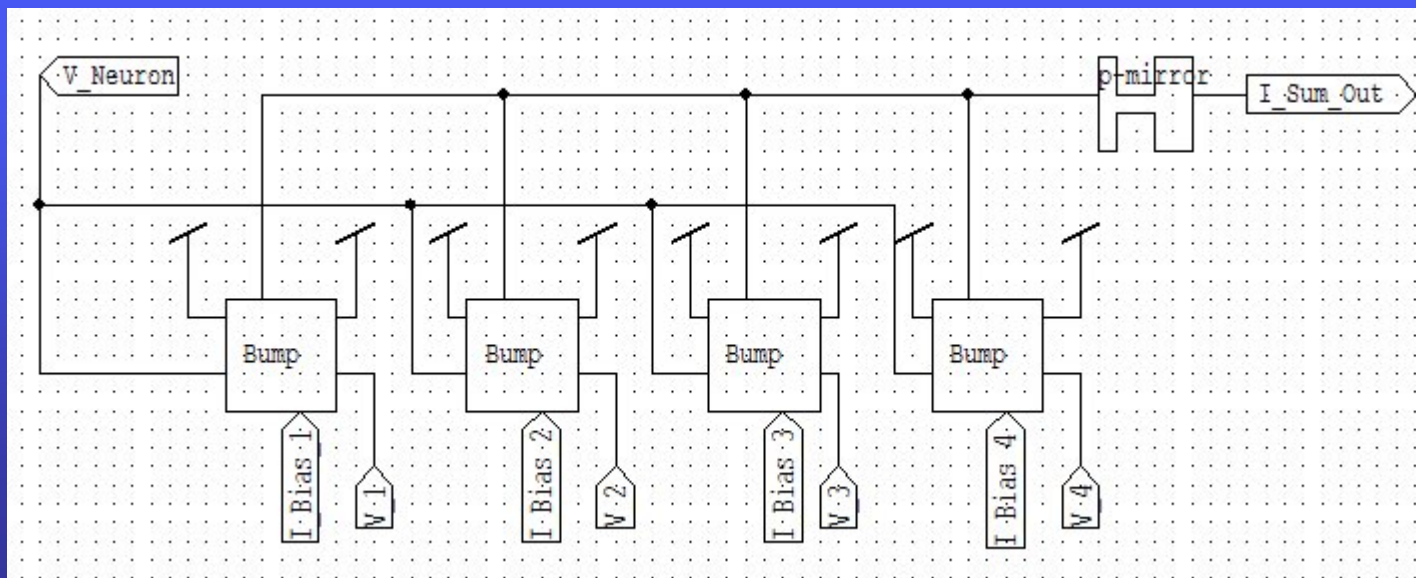 V_Neuron
p-mirror
I_Sum_Out
Bump
Bump
Bump
Bump
I Bias 1
V 1
I Bias 2
V 2
I Bias 3
V 3
I Bias 4
V 4